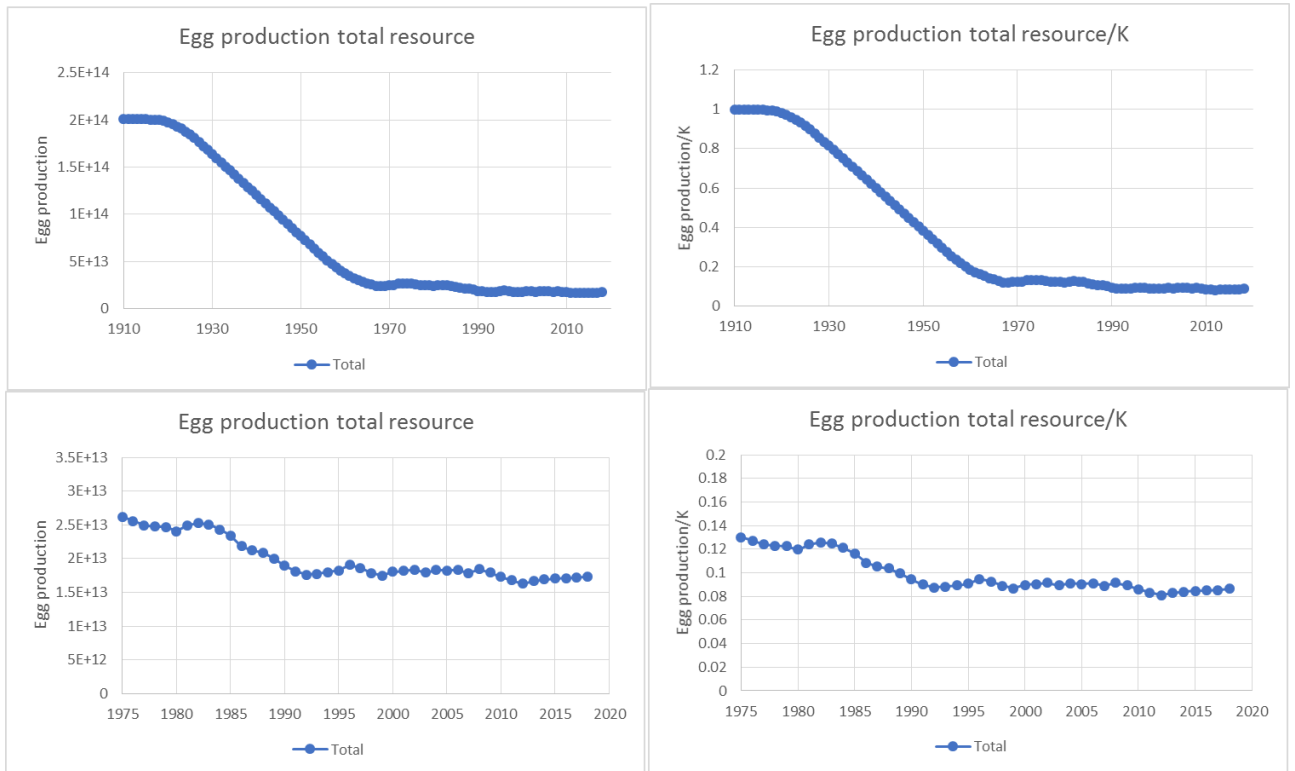 Egg production total resource
2.5E+14
2E+14
1.5E+14
1E+14
5E+13
0
Egg production
1910 1930 1950 1970 1990 2010
Total
Egg production total resource/K
1.2
1
0.8
0.6
0.4
0.2
0
Egg production/K
1910 1930 1950 1970 1990 2010
Total
Egg production total resource
3.5E+13
3E+13
2.5E+13
2E+13
1.5E+13
1E+13
5E+12
0
Egg production
1975 1980 1985 1990 1995 2000 2005 2010 2015 2020
Total
Egg production total resource/K
0.2
0.18
0.16
0.14
0.12
0.1
0.08
0.06
0.04
0.02
0
Egg production/K
1975 1980 1985 1990 1995 2000 2005 2010 2015 2020
Total